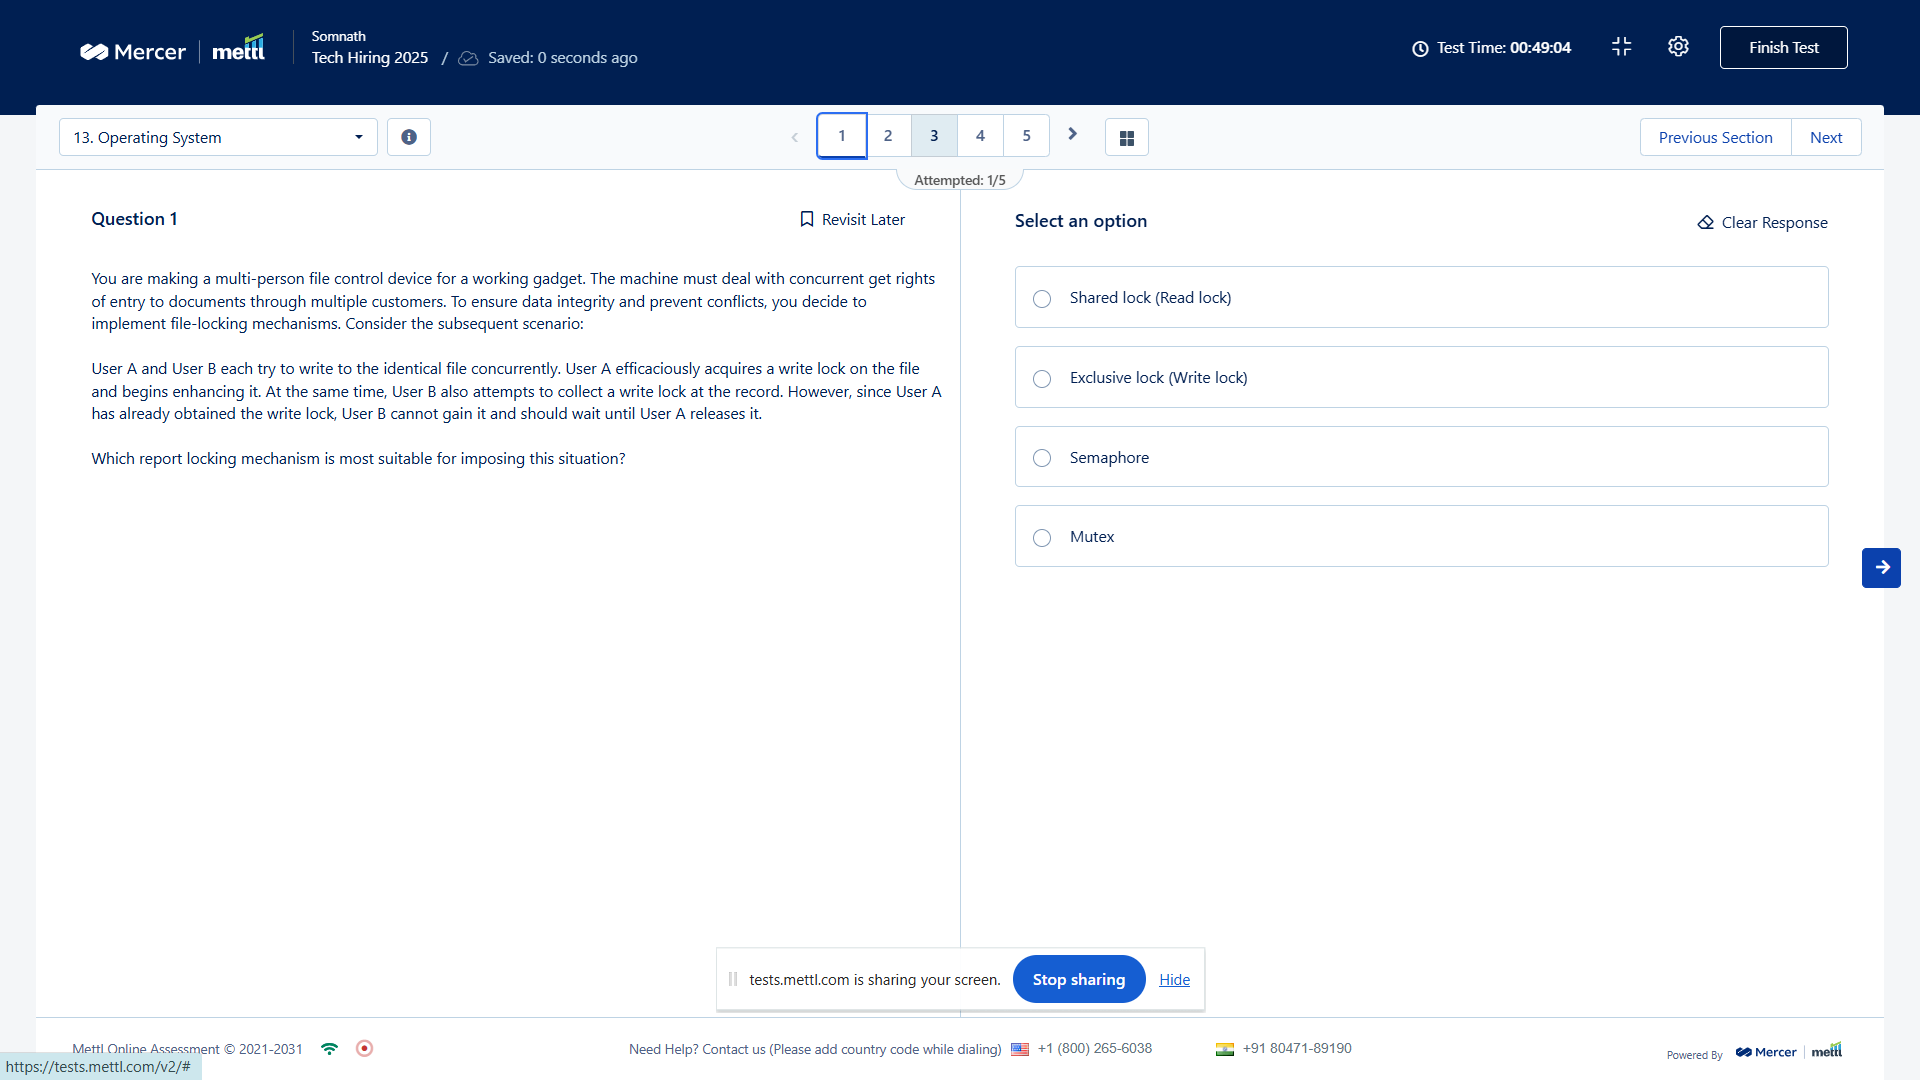 Mercer | mettl
Somnath
Tech Hiring 2025 / Saved: 0 seconds ago
Test Time: 00:49:04
Finish Test
13. Operating System
1 2 3 4 5
Attempted: 1/5
Previous Section
Next
Question 1
Revisit Later
You are making a multi-person file control device for a working gadget. The machine must deal with concurrent get rights
of entry to documents through multiple customers. To ensure data integrity and prevent conflicts, you decide to
implement file-locking mechanisms. Consider the subsequent scenario:
User A and User B each try to write to the identical file concurrently. User A efficaciously acquires a write lock on the file
and begins enhancing it. At the same time, User B also attempts to collect a write lock at the record. However, since User A
has already obtained the write lock, User B cannot gain it and should wait until User A releases it.
Which report locking mechanism is most suitable for imposing this situation?
Select an option
Clear Response
Shared lock (Read lock)
Exclusive lock (Write lock)
Semaphore
Mutex
tests.mettl.com is sharing your screen.
Stop sharing
Hide
Mettl Online Assessment © 2021-2031
Need Help? Contact us (Please add country code while dialing) +1 (800) 265-6038
+91 80471-89190
Powered By Mercer | mettl
https://tests.mettl.com/v2/#